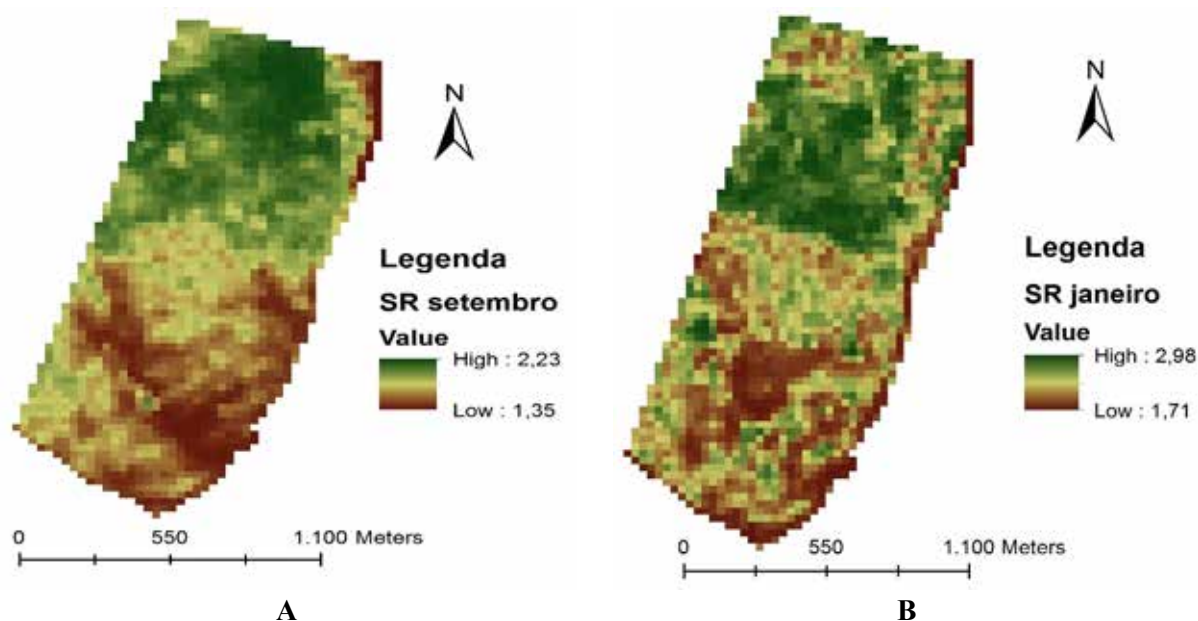 N
Legenda
SR setembro
Value
High : 2,23
Low : 1,35
0 550 1.100 Meters
A
N
Legenda
SR janeiro
Value
High : 2,98
Low : 1,71
0 550 1.100 Meters
B